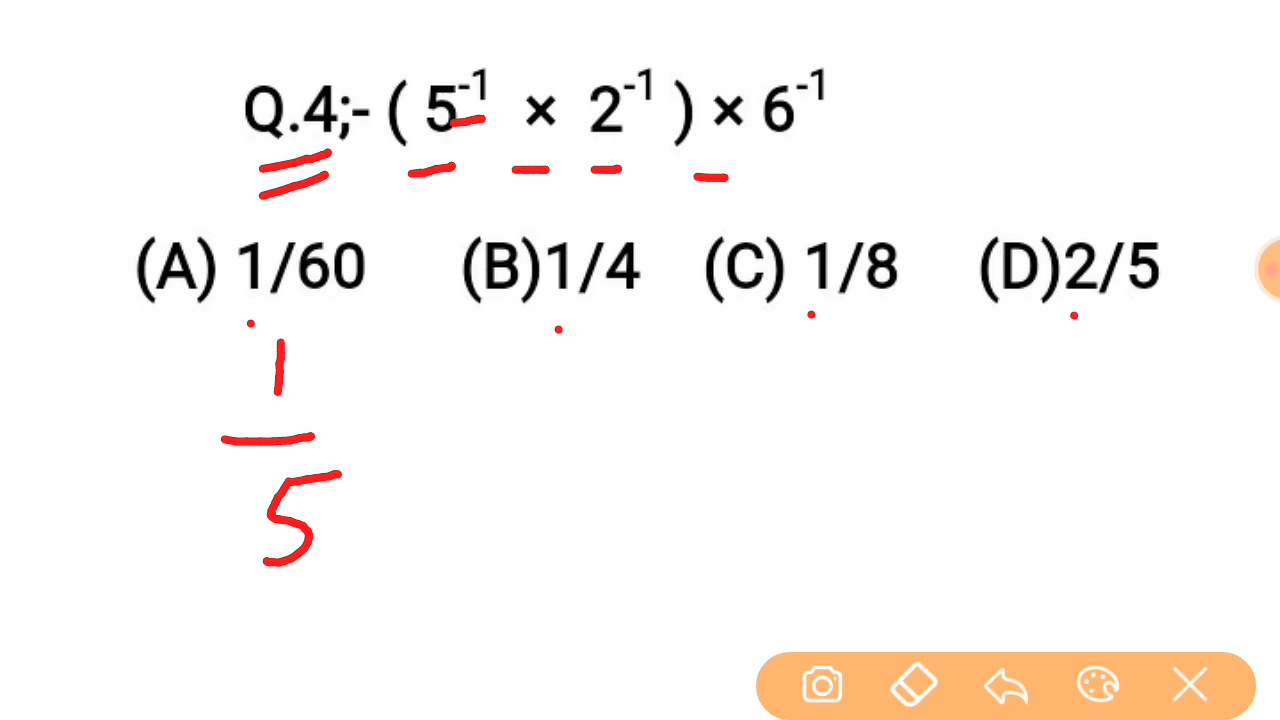 Q.4;- ( 5⁻¹ × 2⁻¹ ) × 6⁻¹
(A) 1/60 (B)1/4 (C) 1/8 (D)2/5
1
5